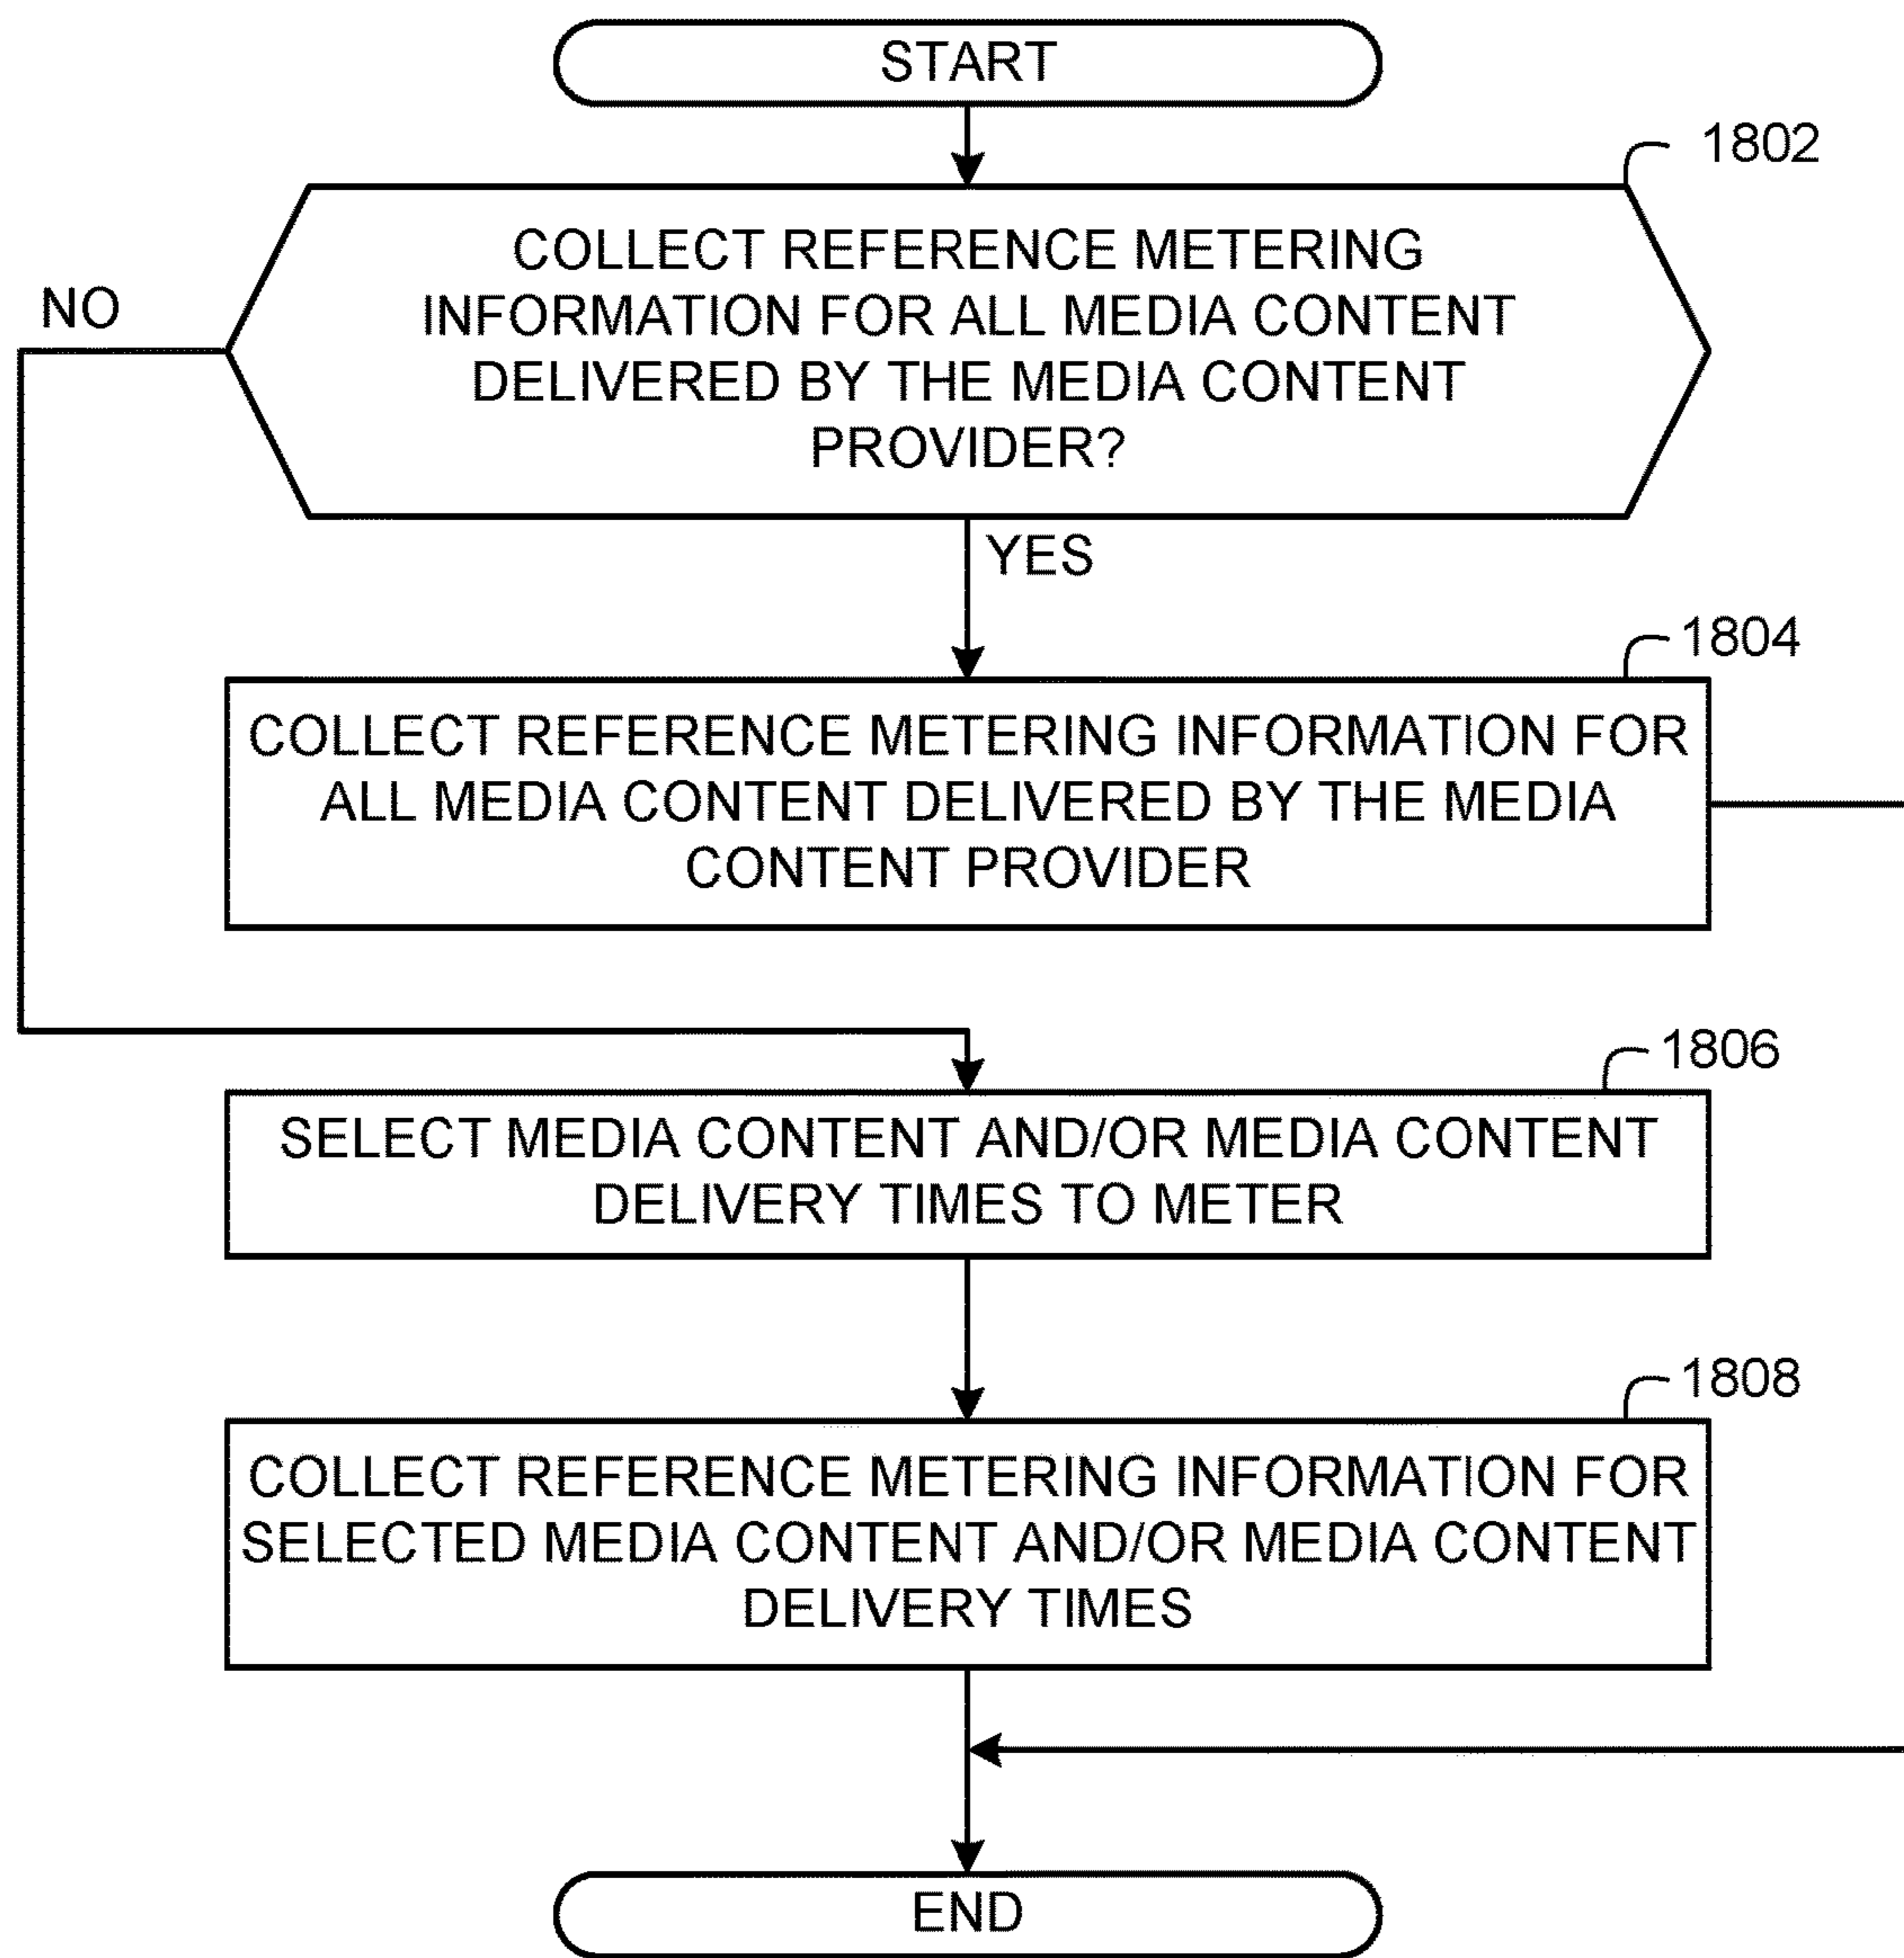 START
1802
COLLECT REFERENCE METERING
INFORMATION FOR ALL MEDIA CONTENT
DELIVERED BY THE MEDIA CONTENT
PROVIDER?
NO
YES
1804
COLLECT REFERENCE METERING INFORMATION FOR
ALL MEDIA CONTENT DELIVERED BY THE MEDIA
CONTENT PROVIDER
1806
SELECT MEDIA CONTENT AND/OR MEDIA CONTENT
DELIVERY TIMES TO METER
1808
COLLECT REFERENCE METERING INFORMATION FOR
SELECTED MEDIA CONTENT AND/OR MEDIA CONTENT
DELIVERY TIMES
END